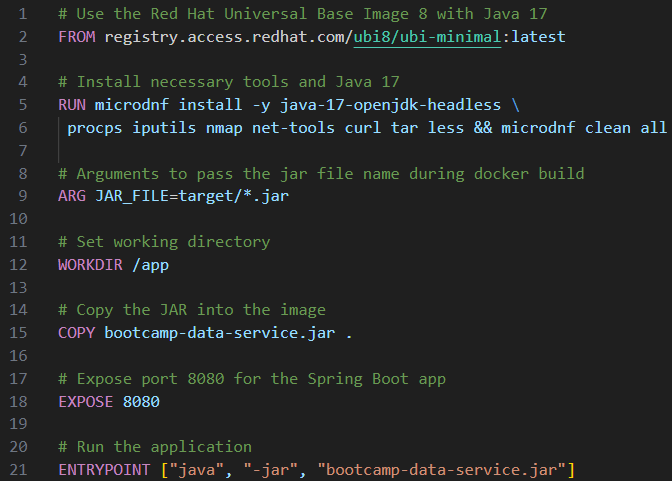 1 # Use the Red Hat Universal Base Image 8 with Java 17
2 FROM registry.access.redhat.com/ubi8/ubi-minimal:latest
3
4 # Install necessary tools and Java 17
5 RUN microdnf install -y java-17-openjdk-headless \
6 procps iputils nmap net-tools curl tar less && microdnf clean all
7
8 # Arguments to pass the jar file name during docker build
9 ARG JAR_FILE=target/*.jar
10
11 # Set working directory
12 WORKDIR /app
13
14 # Copy the JAR into the image
15 COPY bootcamp-data-service.jar .
16
17 # Expose port 8080 for the Spring Boot app
18 EXPOSE 8080
19
20 # Run the application
21 ENTRYPOINT ["java", "-jar", "bootcamp-data-service.jar"]